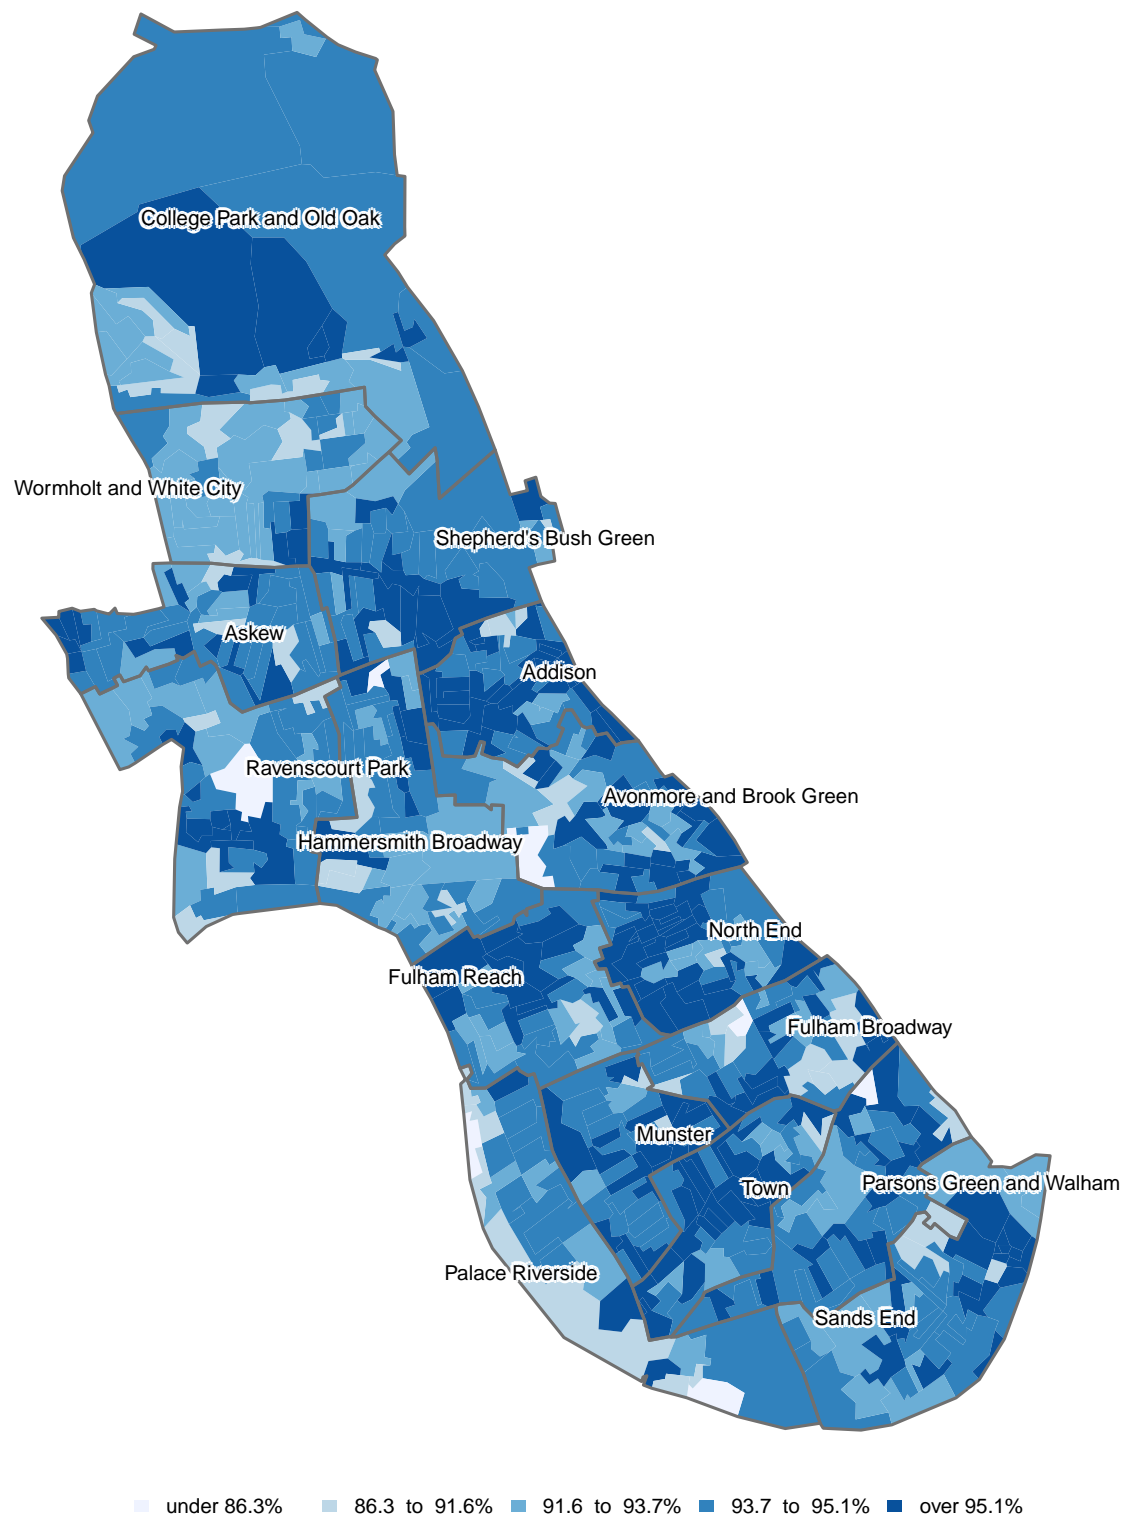 College Park and Old Oak
Wormholt and White City
Shepherd's Bush Green
Askew
Addison
Ravenscourt Park
Avonmore and Brook Green
Hammersmith Broadway
North End
Fulham Reach
Fulham Broadway
Munster
Town
Parsons Green and Walham
Palace Riverside
Sands End
under 86.3% 86.3 to 91.6% 91.6 to 93.7% 93.7 to 95.1% over 95.1%